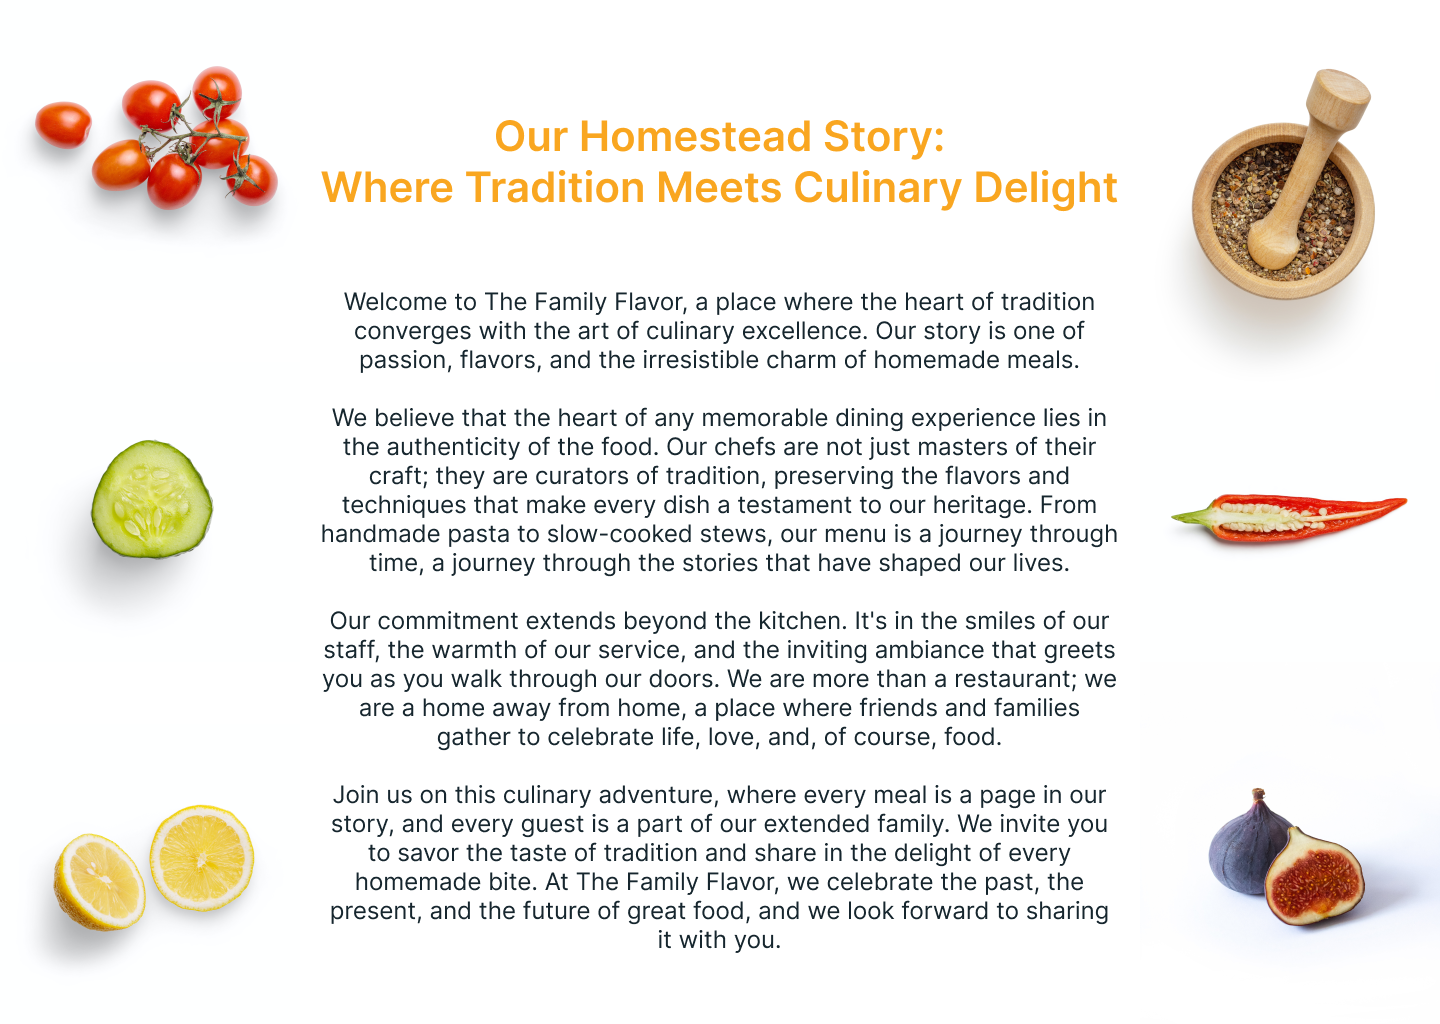 Our Homestead Story:
Where Tradition Meets Culinary Delight
Welcome to The Family Flavor, a place where the heart of tradition
converges with the art of culinary excellence. Our story is one of
passion, flavors, and the irresistible charm of homemade meals.
We believe that the heart of any memorable dining experience lies in
the authenticity of the food. Our chefs are not just masters of their
craft; they are curators of tradition, preserving the flavors and
techniques that make every dish a testament to our heritage. From
handmade pasta to slow-cooked stews, our menu is a journey through
time, a journey through the stories that have shaped our lives.
Our commitment extends beyond the kitchen. It's in the smiles of our
staff, the warmth of our service, and the inviting ambiance that greets
you as you walk through our doors. We are more than a restaurant; we
are a home away from home, a place where friends and families
gather to celebrate life, love, and, of course, food.
Join us on this culinary adventure, where every meal is a page in our
story, and every guest is a part of our extended family. We invite you
to savor the taste of tradition and share in the delight of every
homemade bite. At The Family Flavor, we celebrate the past, the
present, and the future of great food, and we look forward to sharing
it with you.